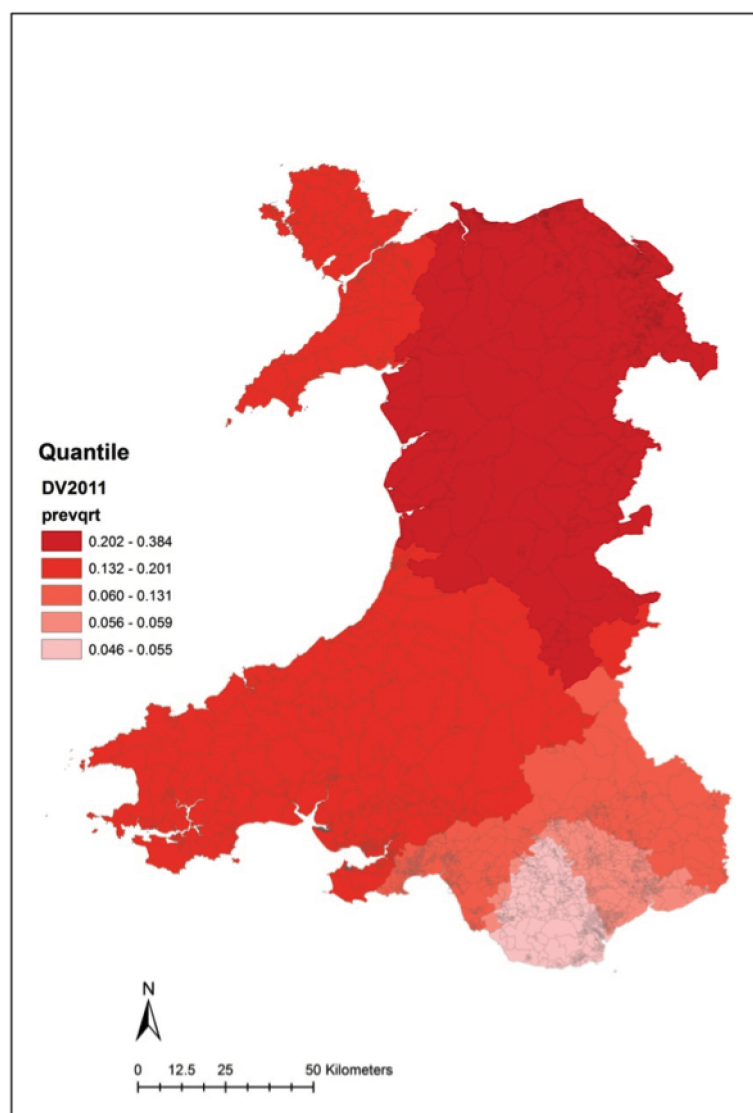 Quantile
DV2011
prevqrt
0.202 - 0.384
0.132 - 0.201
0.060 - 0.131
0.056 - 0.059
0.046 - 0.055
N
0 12.5 25 50 Kilometers